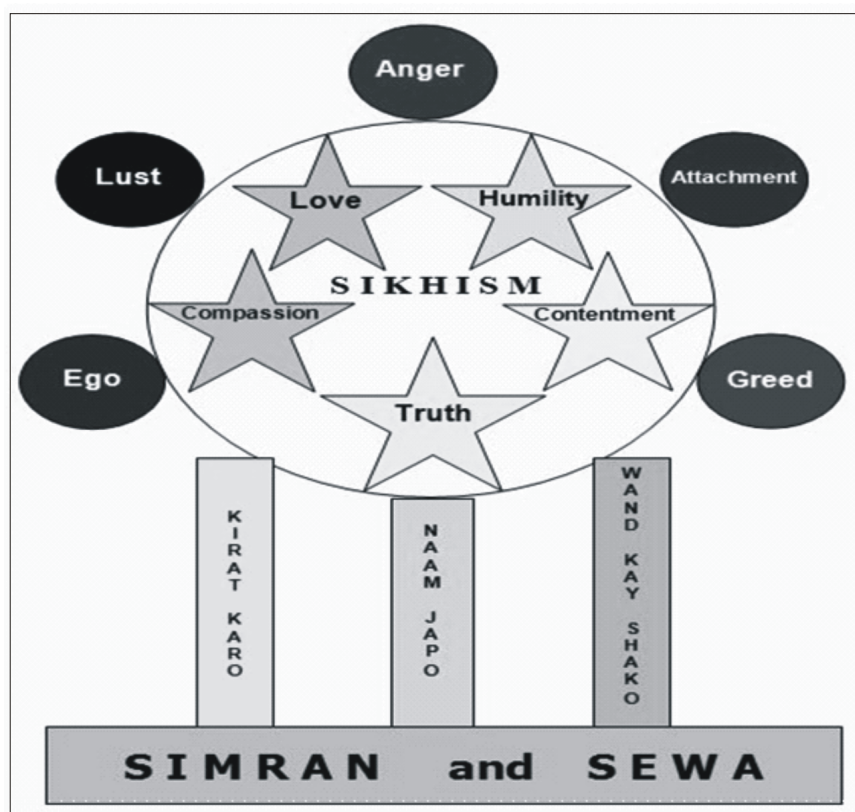 Anger
Lust
Attachment
Love
Humility
SIKHISM
Compassion
Contentment
Ego
Greed
Truth
KIRAT KARO
NAAM JAPO
WAND KAY SHAKO
SIMRAN and SEWA